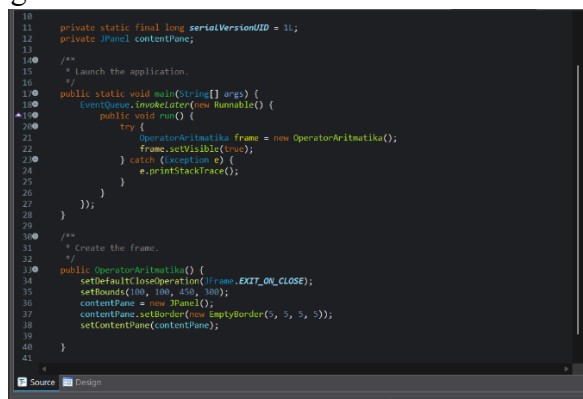 10
11 private static final long serialVersionUID = 1L;
12 private JPanel contentPane;
13
14 /**
15 * Launch the application.
16 */
17 public static void main(String[] args) {
18 EventQueue.invokeLater(new Runnable() {
19 public void run() {
20 try {
21 OperatorAritmatika frame = new OperatorAritmatika();
22 frame.setVisible(true);
23 } catch (Exception e) {
24 e.printStackTrace();
25 }
26 }
27 });
28 }
29
30 /**
31 * Create the frame.
32 */
33 public OperatorAritmatika() {
34 setDefaultCloseOperation(JFrame.EXIT_ON_CLOSE);
35 setBounds(100, 100, 450, 300);
36 contentPane = new JPanel();
37 contentPane.setBorder(new EmptyBorder(5, 5, 5, 5));
38 setContentPane(contentPane);
39
40 }
41
Source Design